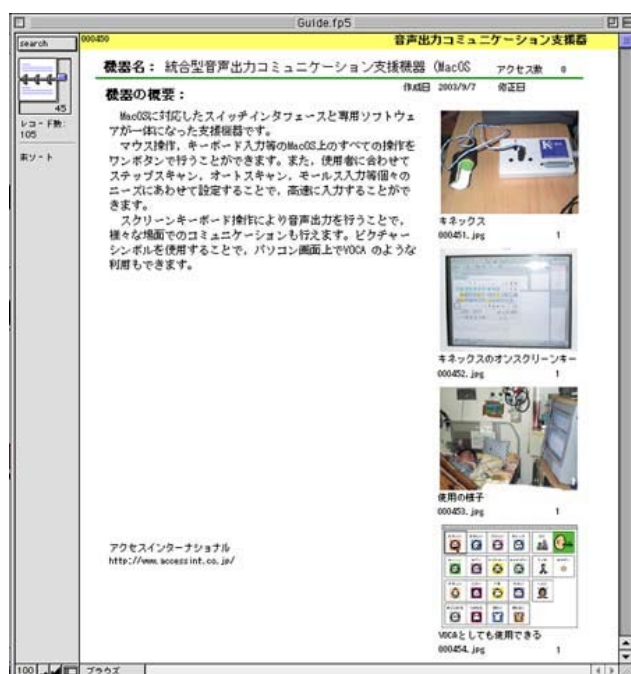 Guide.fp5
search
000450
音声出力コミュニケーション支援器
機器名：統合型音声出力コミュニケーション支援機器（MacOS
アクセス数 0
45
レコード数：
105
未ソート
機器の概要：
作成日 2003/9/7 修正日
MacOSに対応したスイッチインタフェースと専用ソフトウェ
アが一体になった支援機器です。
マウス操作，キーボード入力等のMacOS上のすべての操作を
ワンボタンで行うことができます。また，使用者に合わせて
ステップスキャン，オートスキャン，モールス入力等個々の
ニーズにあわせて設定することで，高速に入力することがで
きます。
スクリーンキーボード操作により音声出力を行うことで，
様々な場面でのコミュニケーションも行えます。ピクチャー
シンボルを使用することで，パソコン画面上でVOCA のような
利用もできます。
キネックス
000451.jpg 1
キネックスのオンスクリーンキー
000452.jpg 1
使用の様子
000453.jpg 1
アクセスインターナショナル
http://www.accessint.co.jp/
VOCAとしても使用できる
000454.jpg 1
100
ブラウズ